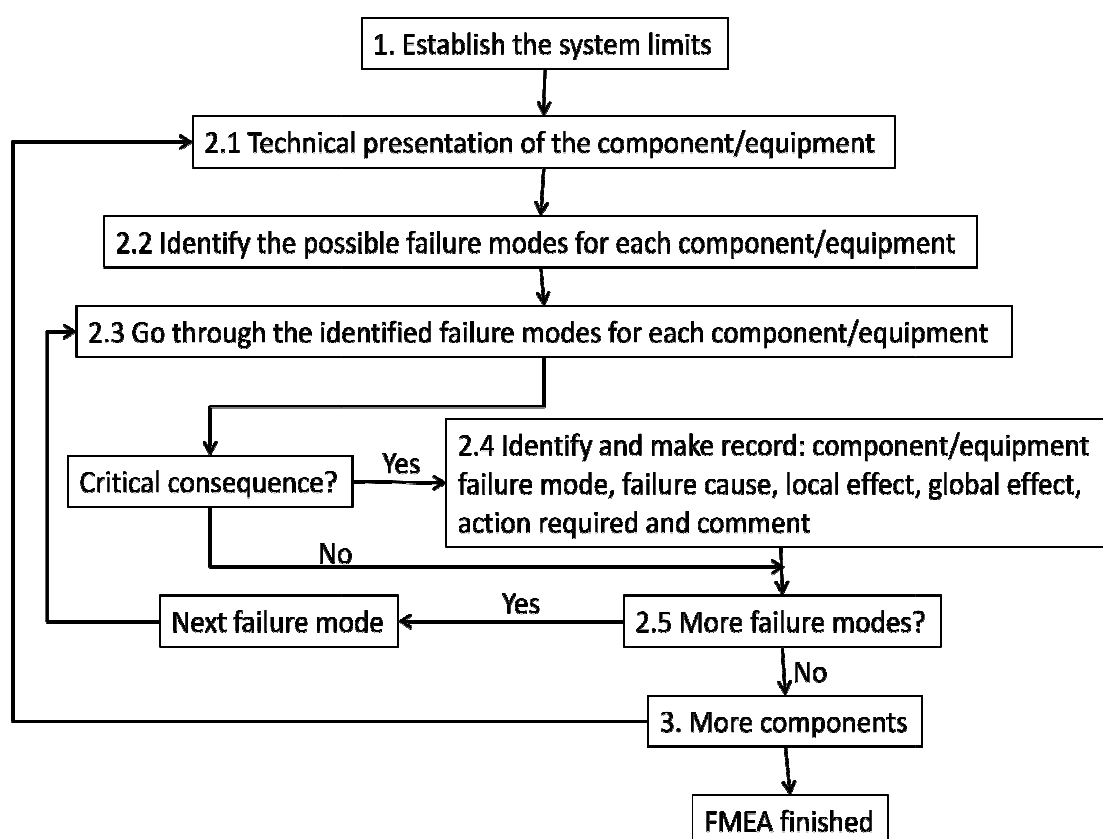 1. Establish the system limits
2.1 Technical presentation of the component/equipment
2.2 Identify the possible failure modes for each component/equipment
2.3 Go through the identified failure modes for each component/equipment
Critical consequence?
Yes
2.4 Identify and make record: component/equipment
failure mode, failure cause, local effect, global effect,
action required and comment
No
Next failure mode
Yes
2.5 More failure modes?
No
3. More components
FMEA finished